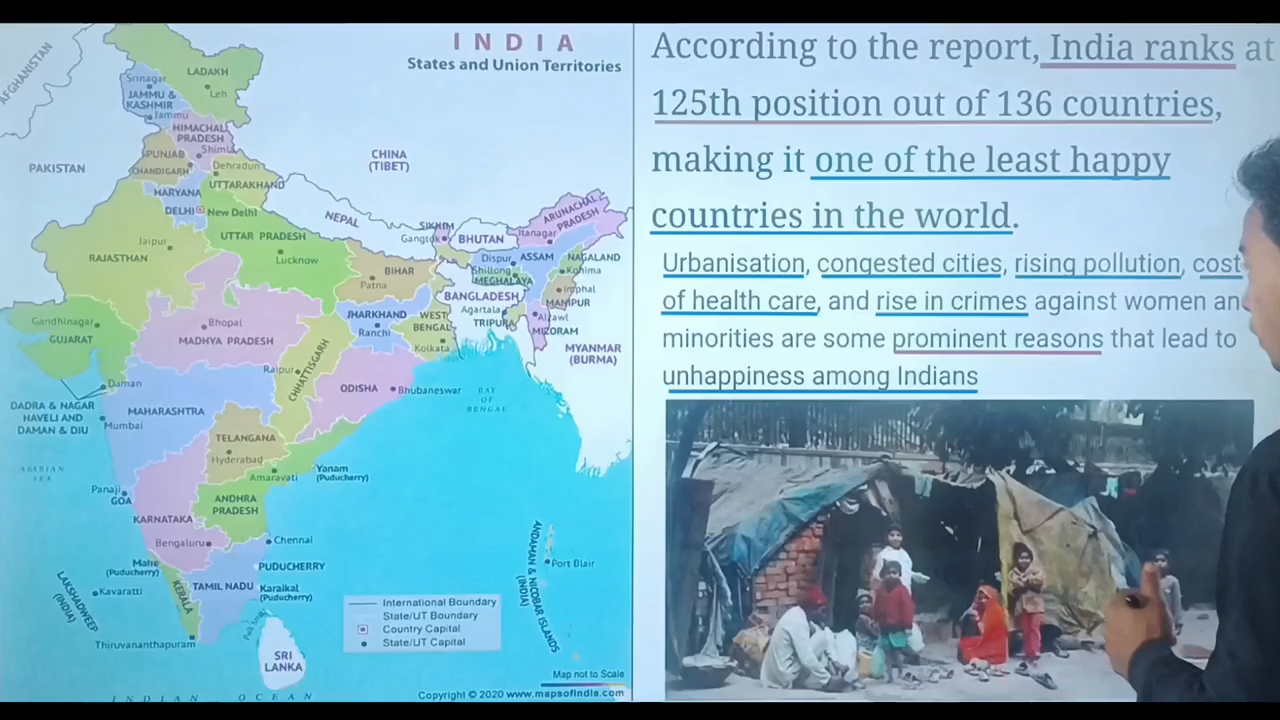 INDIA
States and Union Territories
AFGHANISTAN
LADAKH
Srinagar
Leh
JAMMU &
KASHMIR
Jammu
HIMACHAL
PRADESH
Shimla
CHINA
(TIBET)
PAKISTAN
PUNJAB
CHANDIGARH
Dehradun
UTTARAKHAND
HARYANA
DELHI
New Delhi
NEPAL
SIKKIM
Gangtok
BHUTAN
ARUNACHAL
PRADESH
Itanagar
Jaipur
RAJASTHAN
UTTAR PRADESH
Lucknow
BIHAR
Patna
Dispur
ASSAM
NAGALAND
Kohima
Shillong
MEGHALAYA
Imphal
MANIPUR
BANGLADESH
Agartala
TRIPURA
Aizawl
MIZORAM
MYANMAR
(BURMA)
Gandhinagar
GUJARAT
Bhopal
MADHYA PRADESH
JHARKHAND
Ranchi
WEST
BENGAL
Kolkata
Raipur
CHHATTISGARH
ODISHA
Bhubaneswar
BAY
OF
BENGAL
Daman
DADRA & NAGAR
HAVELI AND
DAMAN & DIU
MAHARASHTRA
Mumbai
TELANGANA
Hyderabad
ARABIAN
SEA
Amaravati
Yanam
(Puducherry)
Panaji
GOA
ANDHRA
PRADESH
KARNATAKA
Bengaluru
Chennai
Mahe
(Puducherry)
PUDUCHERRY
LAKSHADWEEP
(INDIA)
Kavaratti
KERALA
TAMIL NADU
Karaikal
(Puducherry)
ANDAMAN & NICOBAR ISLANDS
(INDIA)
Port Blair
Thiruvananthapuram
Palk Strait
SRI
LANKA
International Boundary
State/UT Boundary
Country Capital
State/UT Capital
Map not to Scale
INDIAN OCEAN
Copyright © 2020 www.mapsofindia.com
According to the report, India ranks at
125th position out of 136 countries,
making it one of the least happy
countries in the world.
Urbanisation, congested cities, rising pollution, cost
of health care, and rise in crimes against women an
minorities are some prominent reasons that lead to
unhappiness among Indians